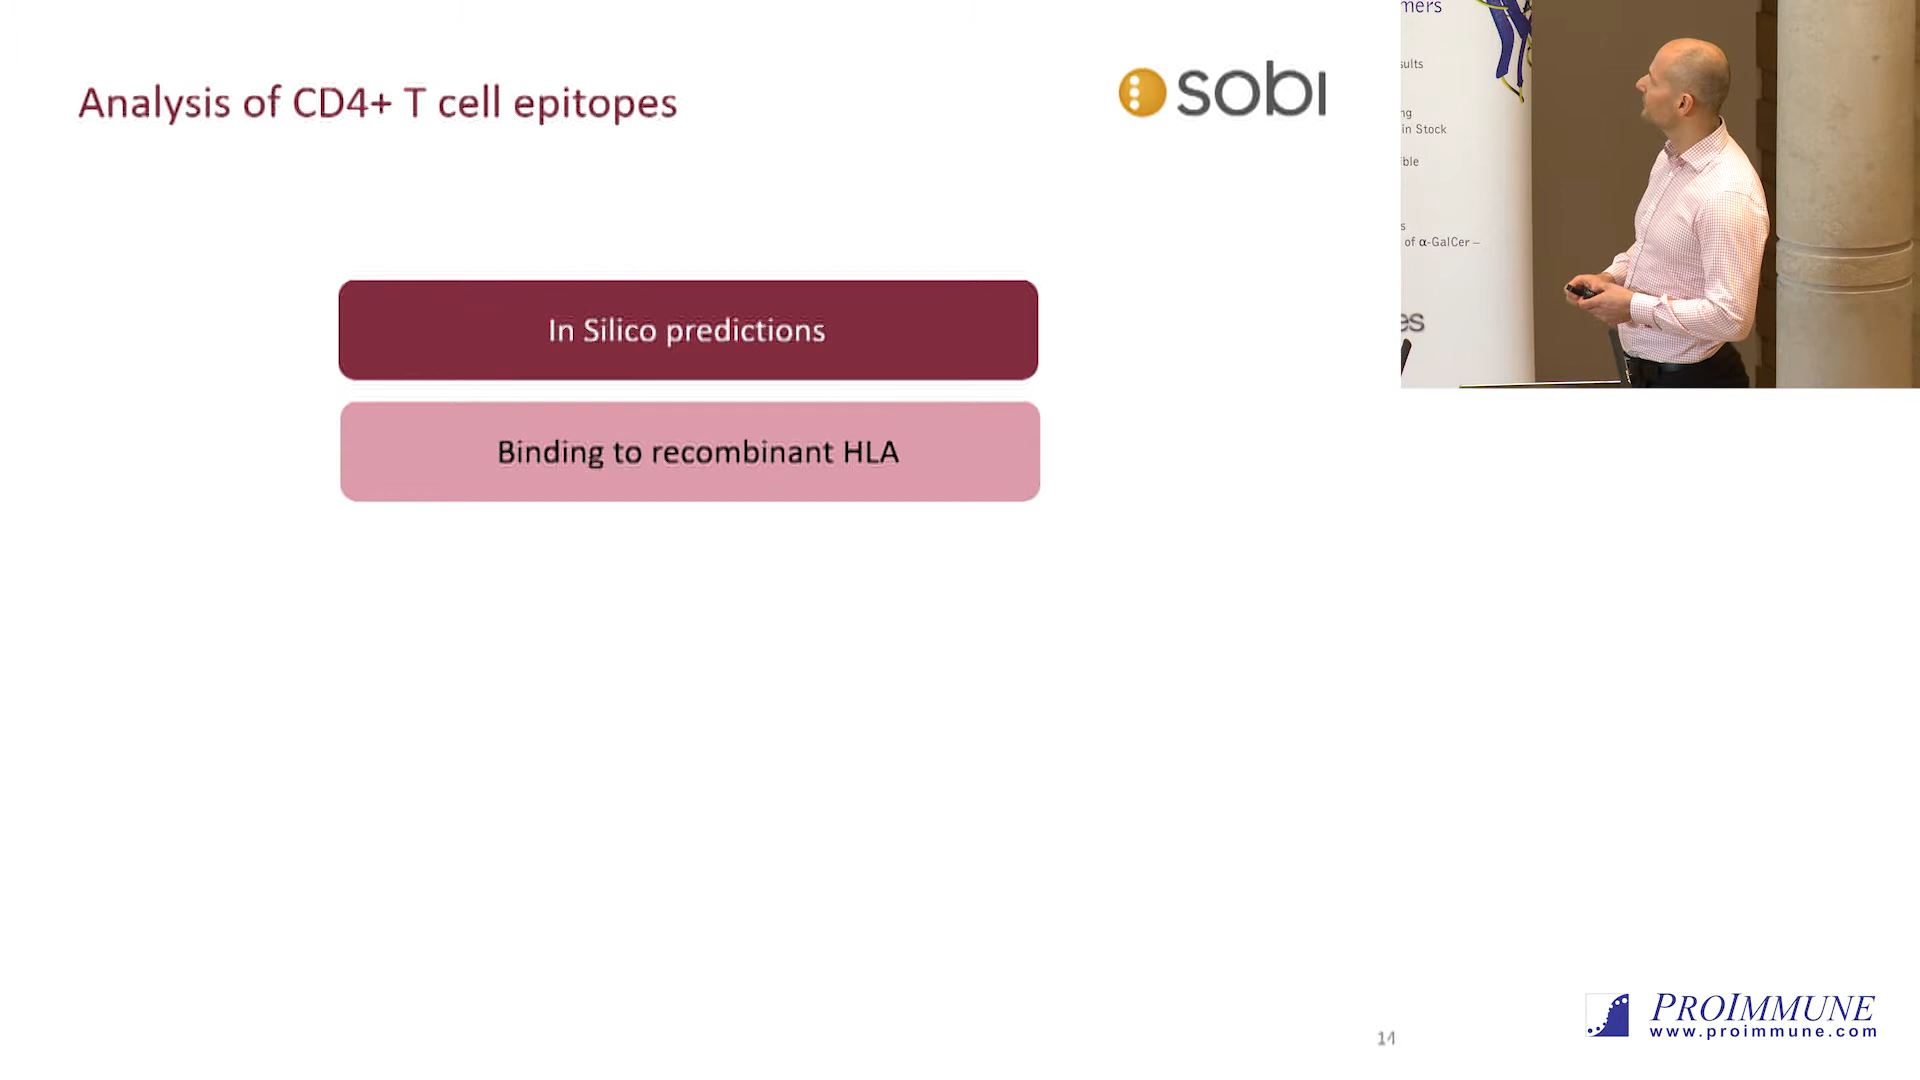 Analysis of CD4+ T cell epitopes
sobi
In Silico predictions
Binding to recombinant HLA
14
PROIMMUNE
www.proimmune.com
mers
sults
ng
in Stock
ible
s
of α-GalCer –
es